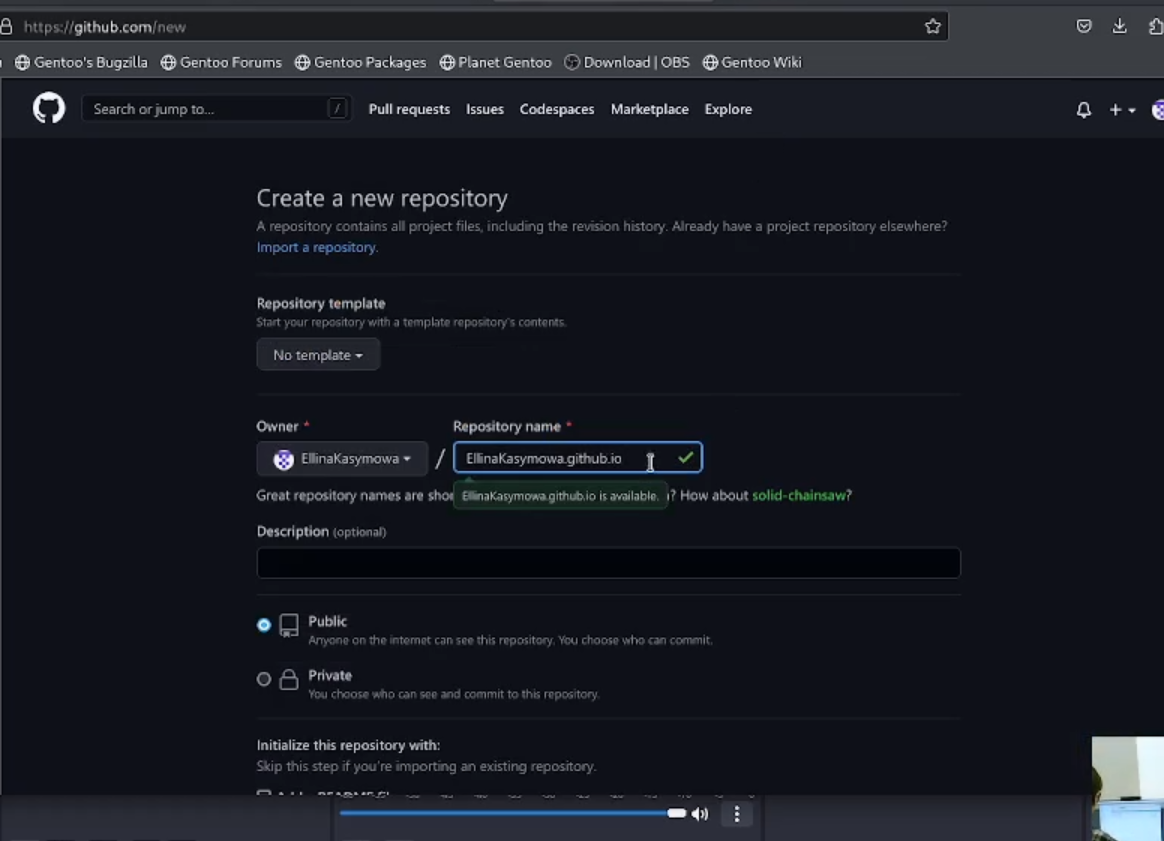 https://github.com/new
Gentoo's Bugzilla Gentoo Forums Gentoo Packages Planet Gentoo Download | OBS Gentoo Wiki
Search or jump to... / Pull requests Issues Codespaces Marketplace Explore
Create a new repository
A repository contains all project files, including the revision history. Already have a project repository elsewhere?
Import a repository.
Repository template
Start your repository with a template repository's contents.
No template
Owner * Repository name *
EllinaKasymowa / EllinaKasymowa.github.io
Great repository names are ? How about solid-chainsaw?
EllinaKasymowa.github.io is available.
Description (optional)
Public
Anyone on the internet can see this repository. You choose who can commit.
Private
You choose who can see and commit to this repository.
Initialize this repository with:
Skip this step if you're importing an existing repository.